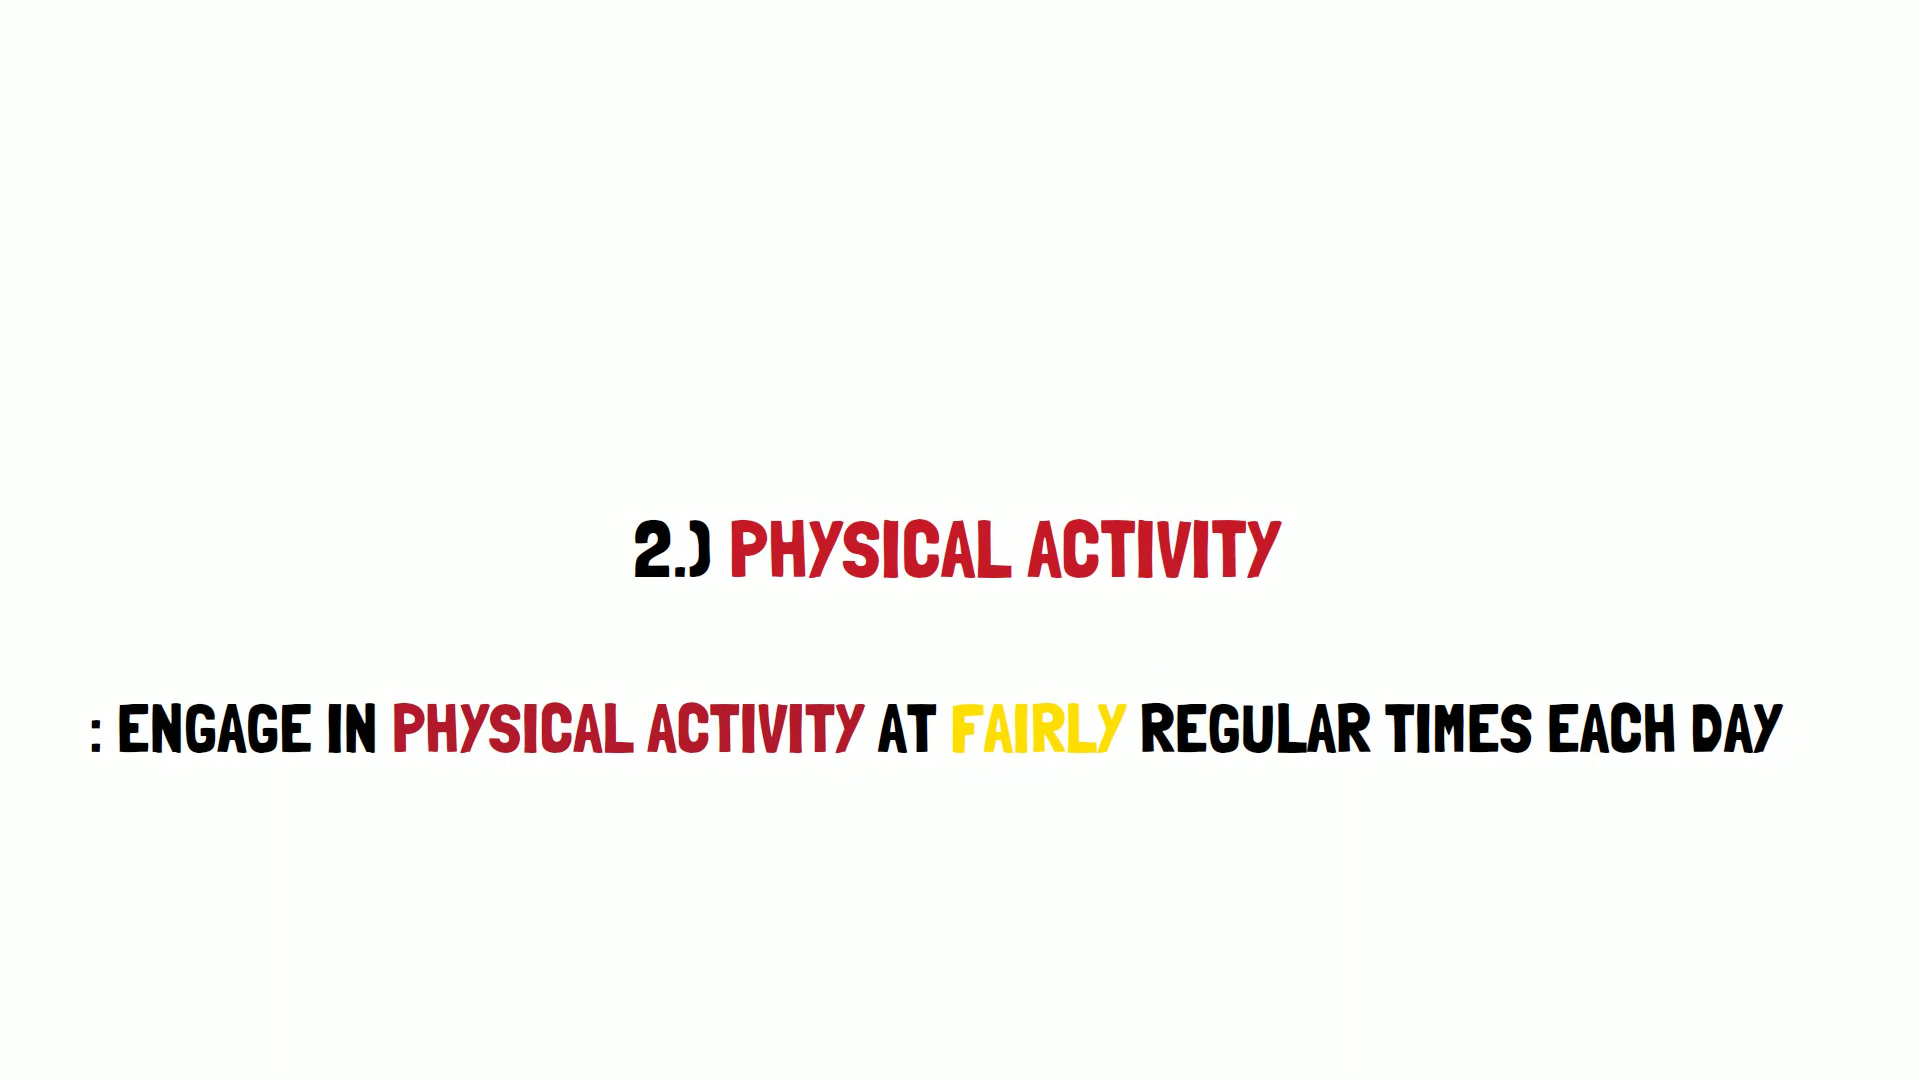 2.) PHYSICAL ACTIVITY
: ENGAGE IN PHYSICAL ACTIVITY AT FAIRLY REGULAR TIMES EACH DAY